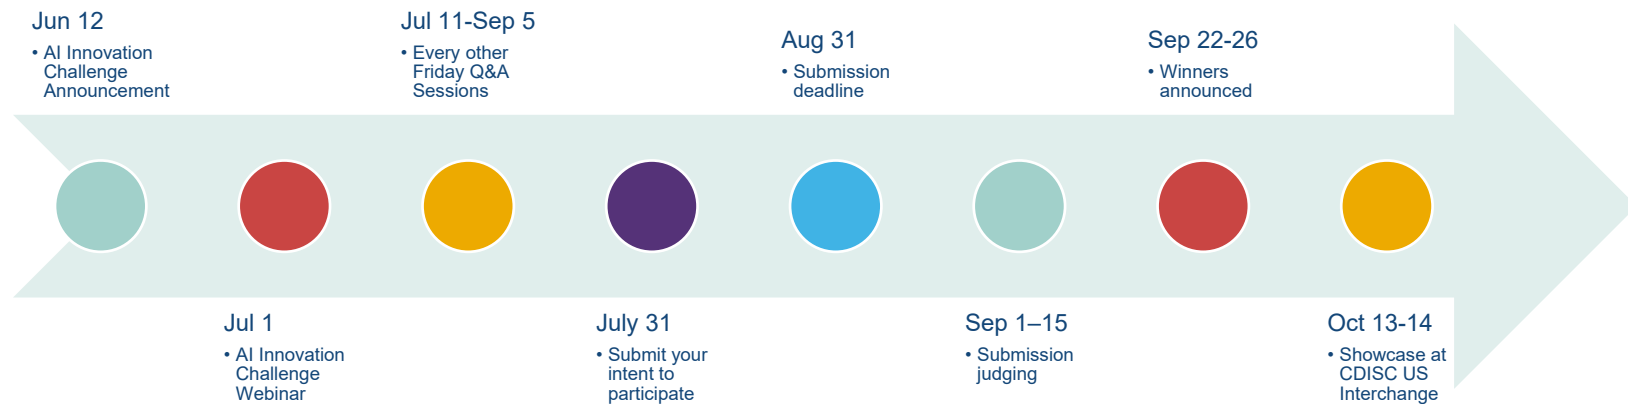 Jun 12
• AI Innovation
Challenge
Announcement
Jul 1
• AI Innovation
Challenge
Webinar
Jul 11-Sep 5
• Every other
Friday Q&A
Sessions
July 31
• Submit your
intent to
participate
Aug 31
• Submission
deadline
Sep 1–15
• Submission
judging
Sep 22-26
• Winners
announced
Oct 13-14
• Showcase at
CDISC US
Interchange